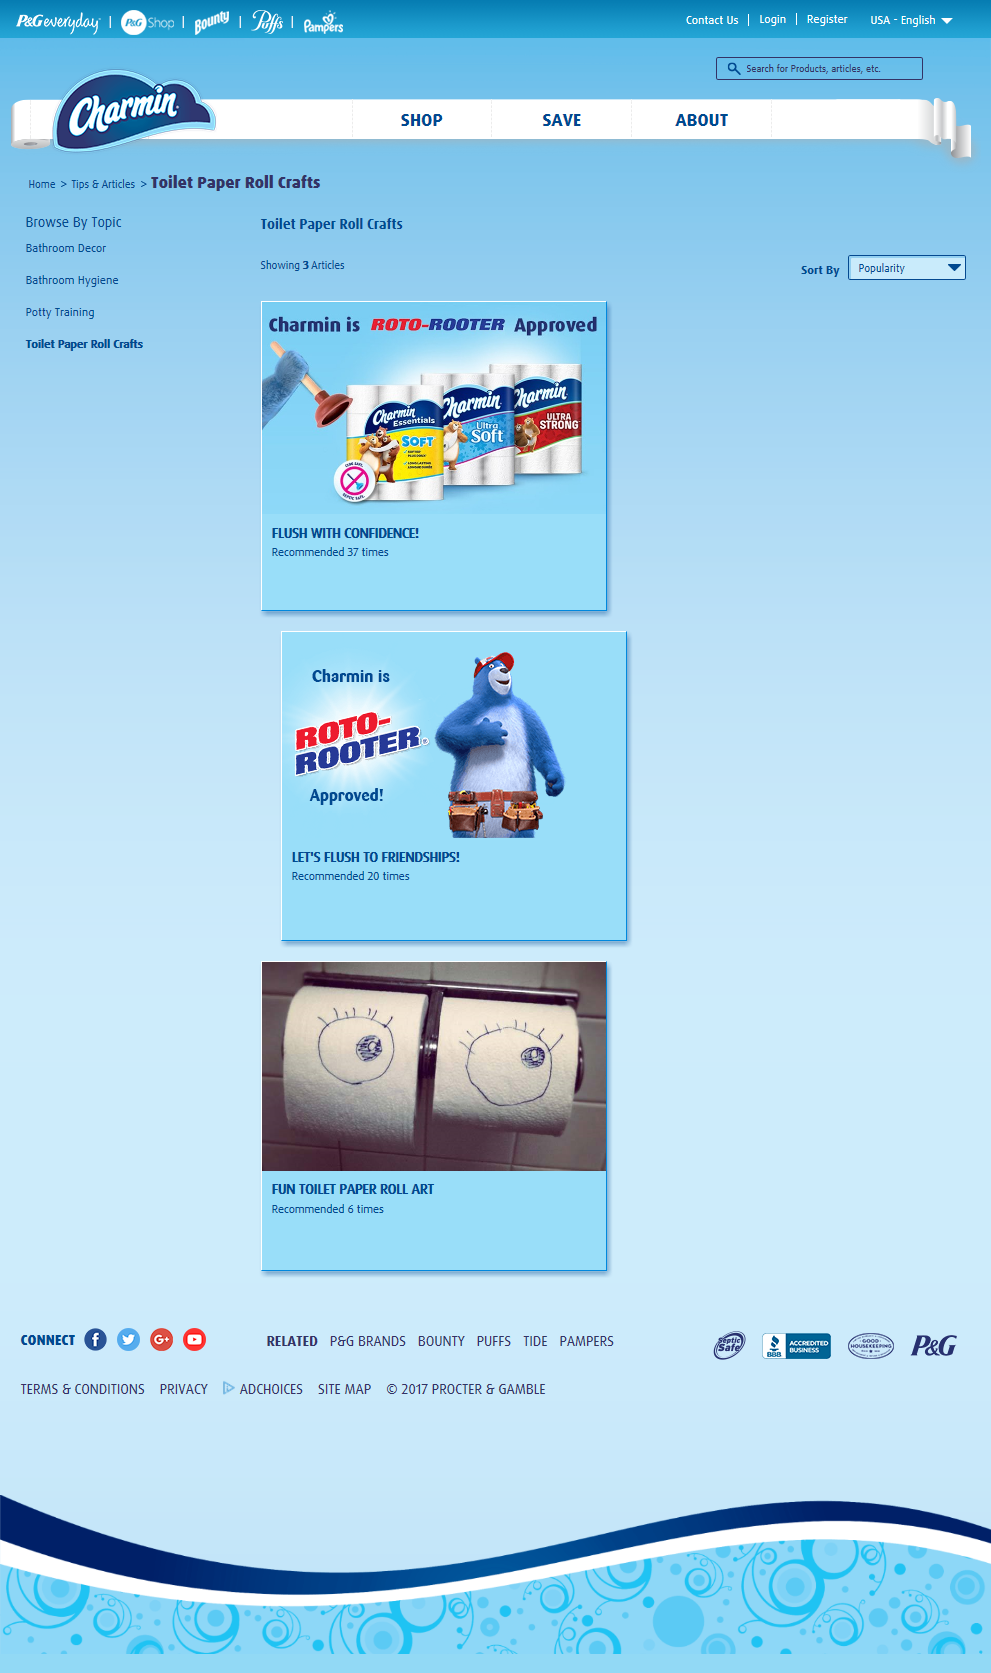 P&G everyday | P&G Shop | Bounty | Puffs | Pampers
Contact Us | Login | Register USA - English
Search for Products, articles, etc.
Charmin
SHOP SAVE ABOUT
Home > Tips & Articles > Toilet Paper Roll Crafts
Browse By Topic
Bathroom Decor
Bathroom Hygiene
Potty Training
Toilet Paper Roll Crafts
Toilet Paper Roll Crafts
Showing 3 Articles
Sort By Popularity
Charmin is ROTO-ROOTER Approved
Charmin Essentials SOFT
Charmin Ultra Soft
Charmin ULTRA STRONG
FLUSH WITH CONFIDENCE!
Recommended 37 times
Charmin is
ROTO-
ROOTER®
Approved!
LET'S FLUSH TO FRIENDSHIPS!
Recommended 20 times
FUN TOILET PAPER ROLL ART
Recommended 6 times
CONNECT
RELATED P&G BRANDS BOUNTY PUFFS TIDE PAMPERS
Septic Safe
BBB ACCREDITED BUSINESS
GOOD HOUSEKEEPING
P&G
TERMS & CONDITIONS PRIVACY ADCHOICES SITE MAP © 2017 PROCTER & GAMBLE